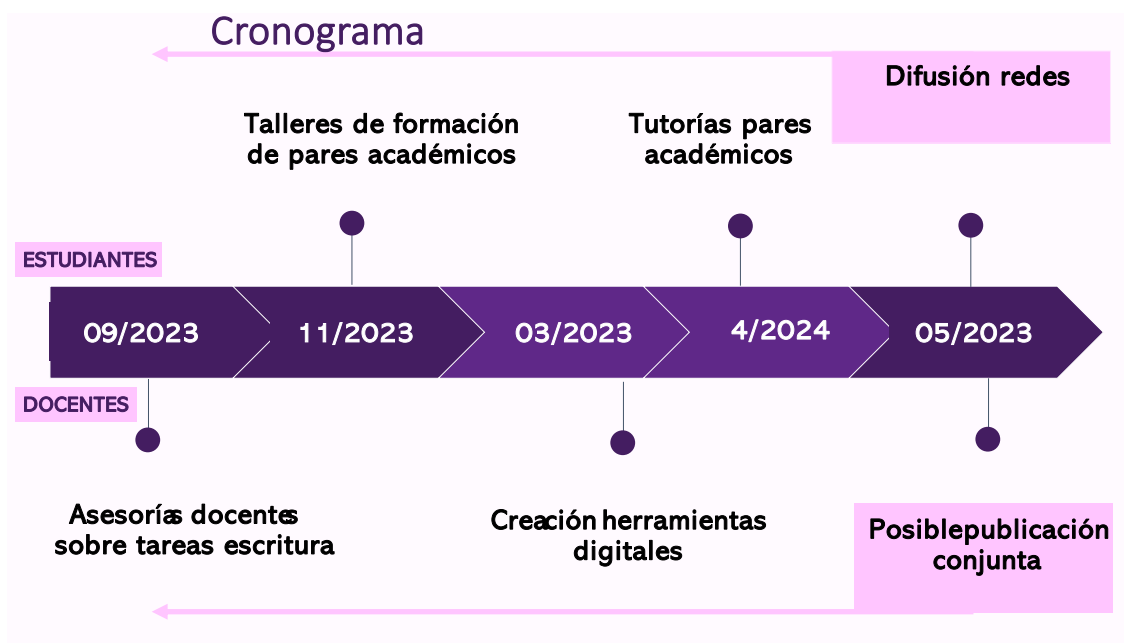 Cronograma
Difusión redes
Talleres de formación
de pares académicos
Tutorías pares
académicos
ESTUDIANTES
09/2023
11/2023
03/2023
4/2024
05/2023
DOCENTES
Asesorías docentes
sobre tareas escritura
Creación herramientas
digitales
Posiblepublicación
conjunta